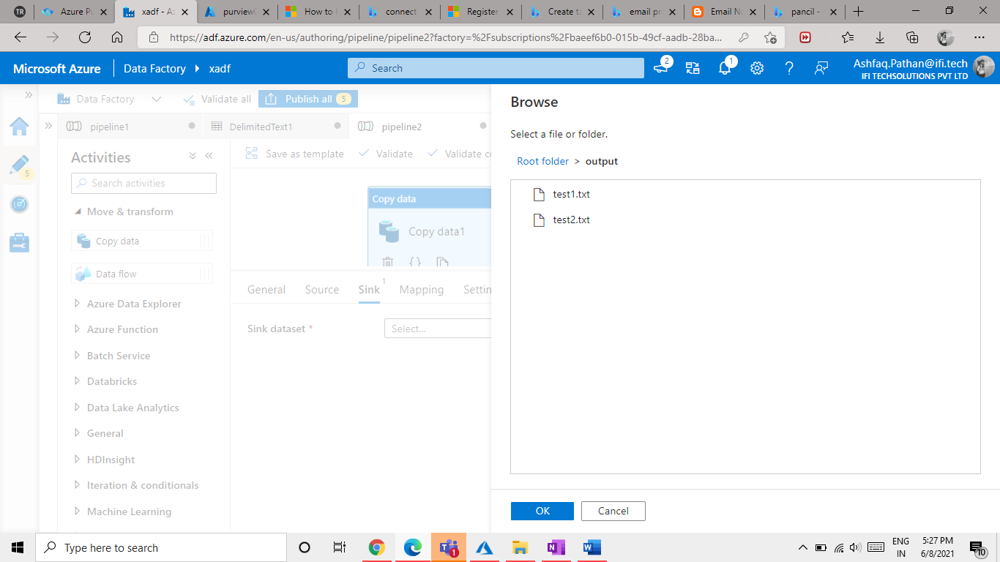 TR
Azure Pu
xadf - Az
purview
How to
connect
Register
Create ta
email pr
Email No
pancil -
https://adf.azure.com/en-us/authoring/pipeline/pipeline2?factory=%2Fsubscriptions%2Fbaeef6b0-015b-49cf-aadb-28ba...
Microsoft Azure
Data Factory
xadf
Search
2
1
Ashfaq.Pathan@ifi.tech
IFI TECHSOLUTIONS PVT LTD
Data Factory
Validate all
Publish all
5
pipeline1
DelimitedText1
pipeline2
5
Activities
Search activities
Move & transform
Copy data
Data flow
Azure Data Explorer
Azure Function
Batch Service
Databricks
Data Lake Analytics
General
HDInsight
Iteration & conditionals
Machine Learning
Save as template
Validate
Validate co
Copy data
Copy data1
General
Source
Sink
1
Mapping
Settin
Sink dataset *
Select...
Browse
Select a file or folder.
Root folder > output
test1.txt
test2.txt
OK
Cancel
Type here to search
1
ENG
IN
5:27 PM
6/8/2021
10